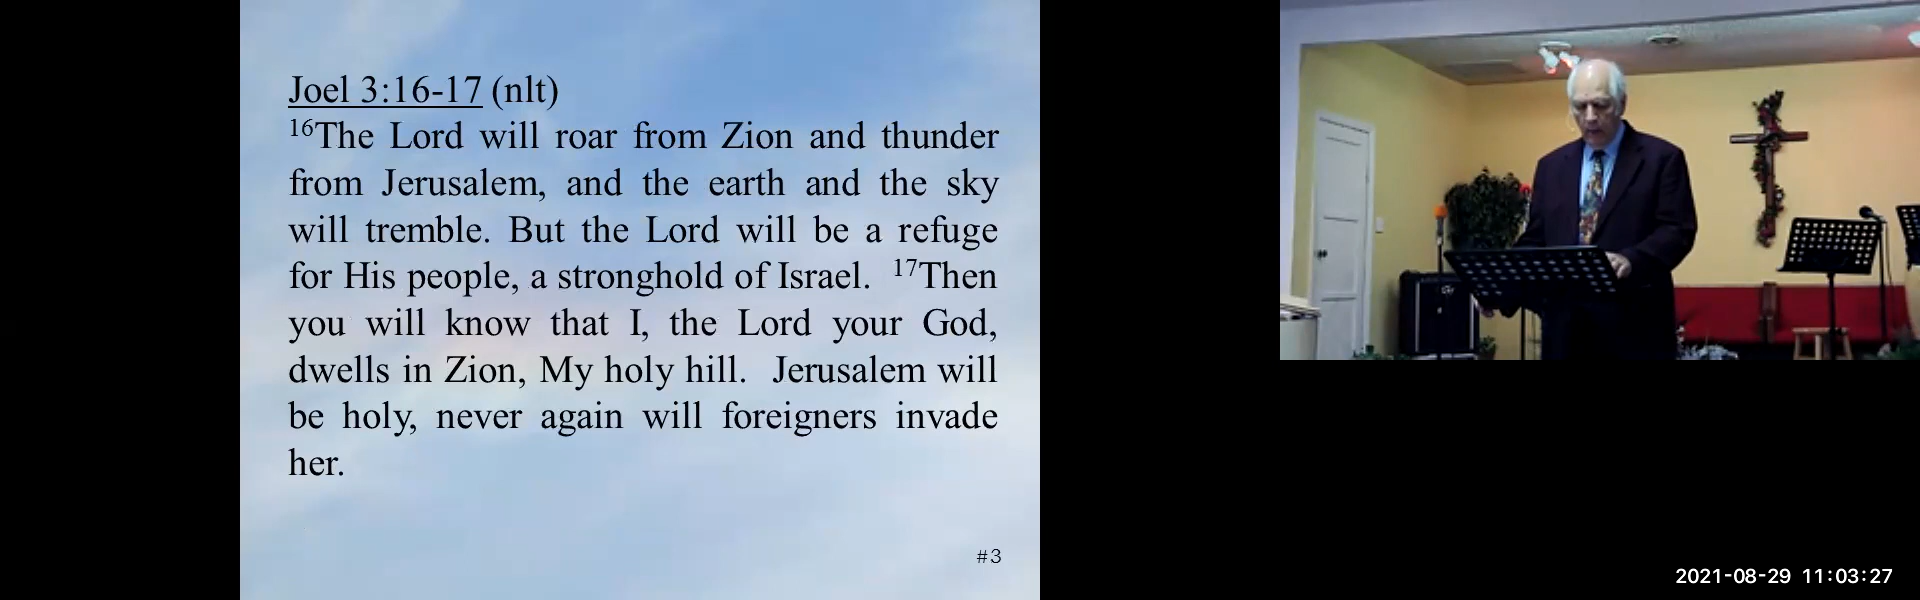 Joel 3:16-17 (nlt)
16The Lord will roar from Zion and thunder
from Jerusalem, and the earth and the sky
will tremble. But the Lord will be a refuge
for His people, a stronghold of Israel. 17Then
you will know that I, the Lord your God,
dwells in Zion, My holy hill. Jerusalem will
be holy, never again will foreigners invade
her.
#3
2021-08-29 11:03:27